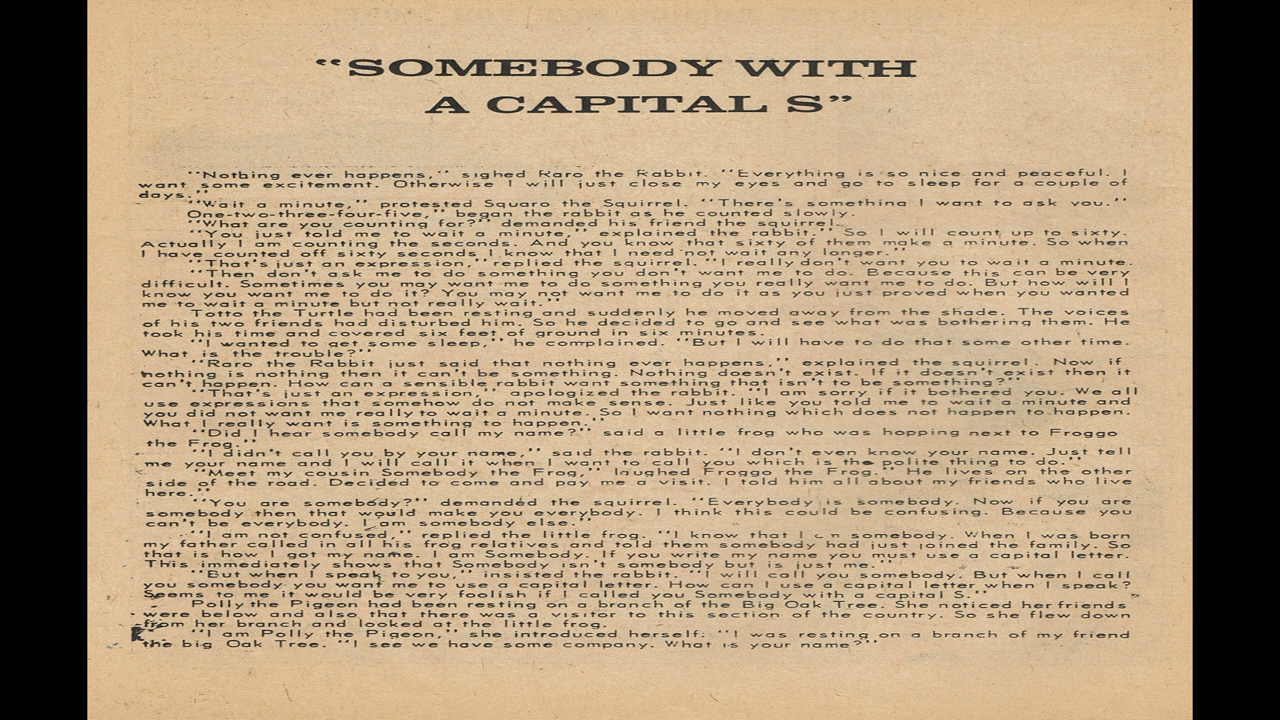 “SOMEBODY WITH
A CAPITAL S”
“Nothing ever happens,” sighed Raro the Rabbit. “Everything is so nice and peaceful. I
want some excitement. Otherwise I will just close my eyes and go to sleep for a couple of
days.”
“Wait a minute,” protested Squaro the Squirrel. “There's something I want to ask you.”
One-two-three-four-five,” began the rabbit as he counted slowly.
“What are you counting for?” demanded his friend the squirrel.
“You just told me to wait a minute,” explained the rabbit.” So I will count up to sixty.
Actually I am counting the seconds. And you know that sixty of them make a minute. So when
I have counted off sixty seconds I know that I need not wait any longer.”
“That's just an expression,” replied the squirrel. “I really don't want you to wait a minute.
“Then don't ask me to do something you don't want me to do. Because this can be very
difficult. Sometimes you may want me to do something you really want me to do. But how will I
know you want me to do it? You may not want me to do it as you just proved when you wanted
me to wait a minute but not really wait.”
Totto the Turtle had been resting and suddenly he moved away from the shade. The voices
of his two friends had disturbed him. So he decided to go and see what was bothering them. He
took his time and covered six feet of ground in six minutes.
“I wanted to get some sleep,” he complained. “But I will have to do that some other time.
What is the trouble?”
“Raro the Rabbit just said that nothing ever happens,” explained the squirrel. Now if
nothing is nothing then it can't be something. Nothing doesn't exist. If it doesn't exist then it
can't happen. How can a sensible rabbit want something that isn't to be something?”
“That's just an expression,” apologized the rabbit. “I am sorry if it bothered you. We all
use expressions that somehow do not make sense. Just like you told me to wait a minute and
you did not want me really to wait a minute. So I want nothing which does not happen to happen.
What I really want is something to happen.”
“Did I hear somebody call my name?” said a little frog who was hopping next to Froggo
the Frog.”
“I didn't call you by your name,” said the rabbit. “I don't even know your name. Just tell
me your name and I will call it when I want to call you which is the polite thing to do.”
“Meet my cousin Somebody the Frog,” laughed Froggo the Frog.” He lives on the other
side of the road. Decided to come and pay me a visit. I told him all about my friends who live
here.”
“You are somebody?” demanded the squirrel. “Everybody is somebody. Now if you are
somebody then that would make you everybody. I think this could be confusing. Because you
can't be everybody. I am somebody else.”
“I am not confused,” replied the little frog. “I know that I am somebody. When I was born
my father called in all his frog relatives and told them somebody had just joined the family. So
that is how I got my name. I am Somebody. If you write my name you must use a capital letter.
This immediately shows that Somebody isn't somebody but is just me.”
“But when I speak to you,” insisted the rabbit. “I will call you somebody. But when I call
you somebody you want me to use a capital letter. How can I use a capital letter when I speak?
Seems to me it would be very foolish if I called you Somebody with a capital S.”
Polly the Pigeon had been resting on a branch of the Big Oak Tree. She noticed her friends
were below and also that there was a visitor to this section of the country. So she flew down
from her branch and looked at the little frog.
“I am Polly the Pigeon,” she introduced herself. “I was resting on a branch of my friend
the big Oak Tree. “I see we have some company. What is your name?”